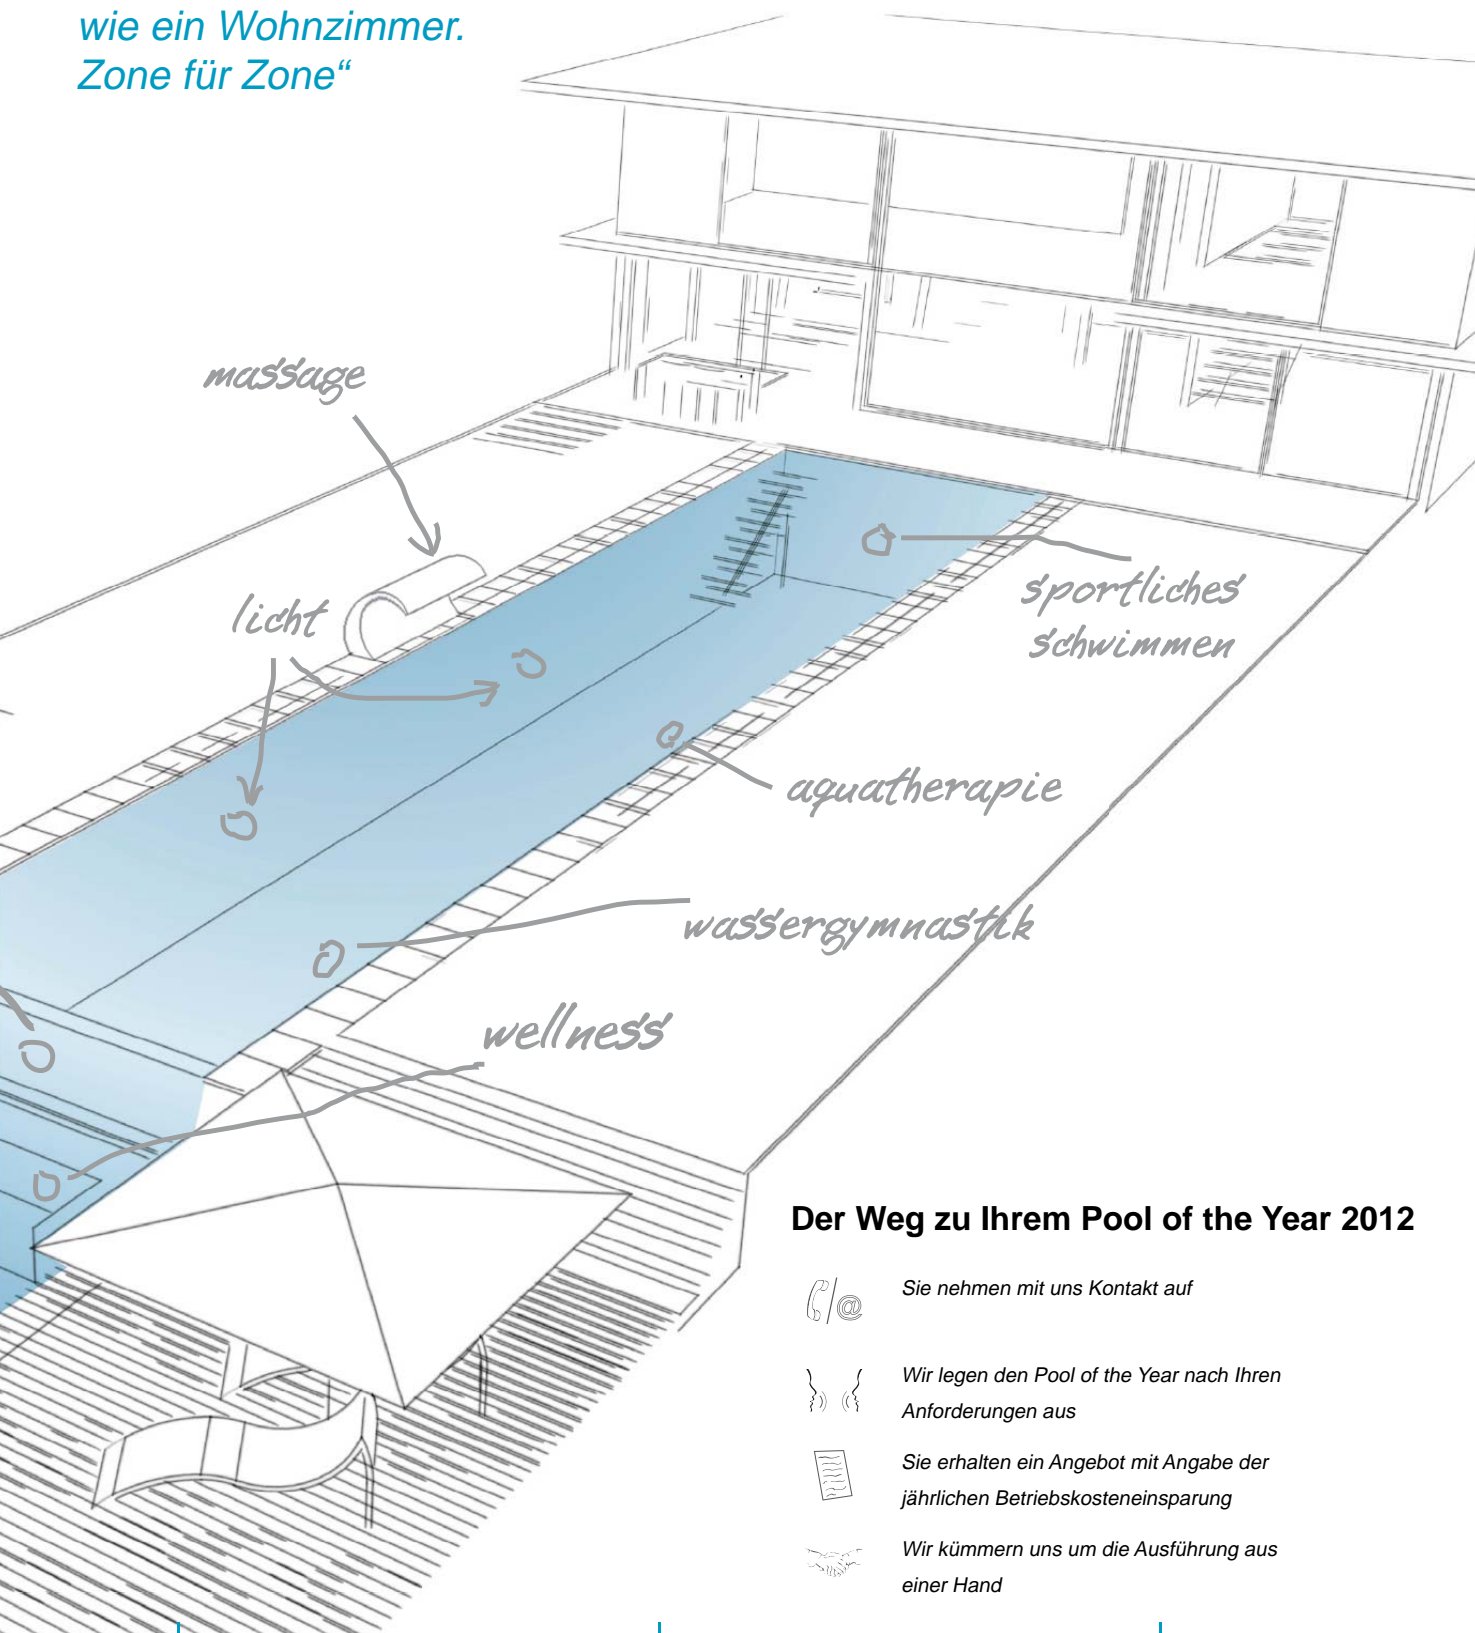 wie ein Wohnzimmer.
Zone für Zone“
massage
licht
sportliches
schwimmen
aquatherapie
wassergymnastik
wellness
Der Weg zu Ihrem Pool of the Year 2012
/@
Sie nehmen mit uns Kontakt auf
Wir legen den Pool of the Year nach Ihren
Anforderungen aus
Sie erhalten ein Angebot mit Angabe der
jährlichen Betriebskosteneinsparung
Wir kümmern uns um die Ausführung aus
einer Hand